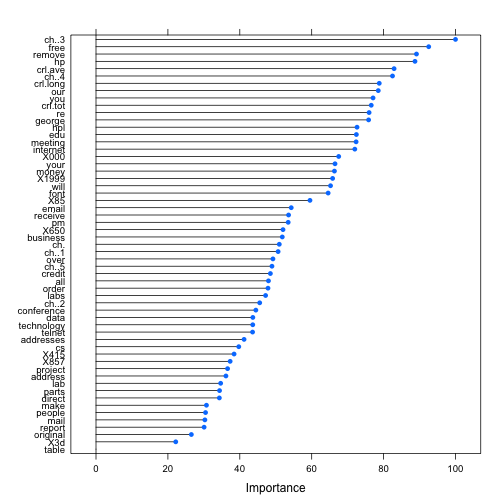 ch..3
free
remove
hp
crl.ave
ch..4
crl.long
our
you
crl.tot
re
george
hpl
edu
meeting
internet
X000
your
money
X1999
will
font
X85
email
receive
pm
X650
business
ch.
ch..1
over
ch..5
credit
all
order
labs
ch..2
conference
data
technology
telnet
addresses
cs
X415
X857
project
address
lab
parts
direct
make
people
mail
report
original
X3d
table
0 20 40 60 80 100
Importance